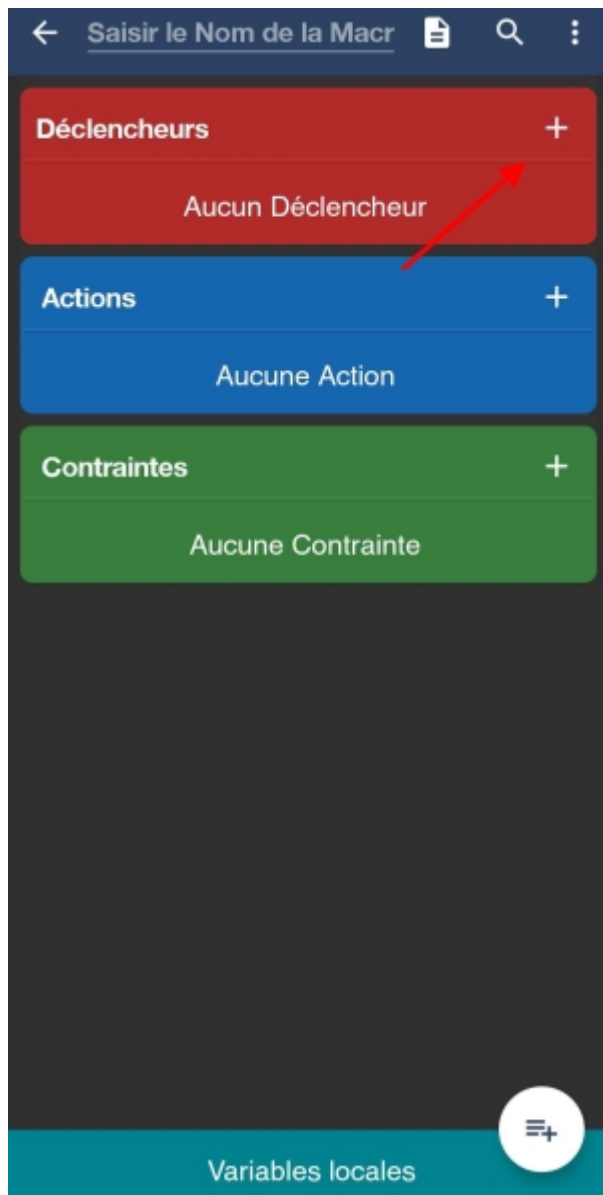 Saisir le Nom de la Macr
Déclencheurs
Aucun Déclencheur
Actions
Aucune Action
Contraintes
Aucune Contrainte
Variables locales